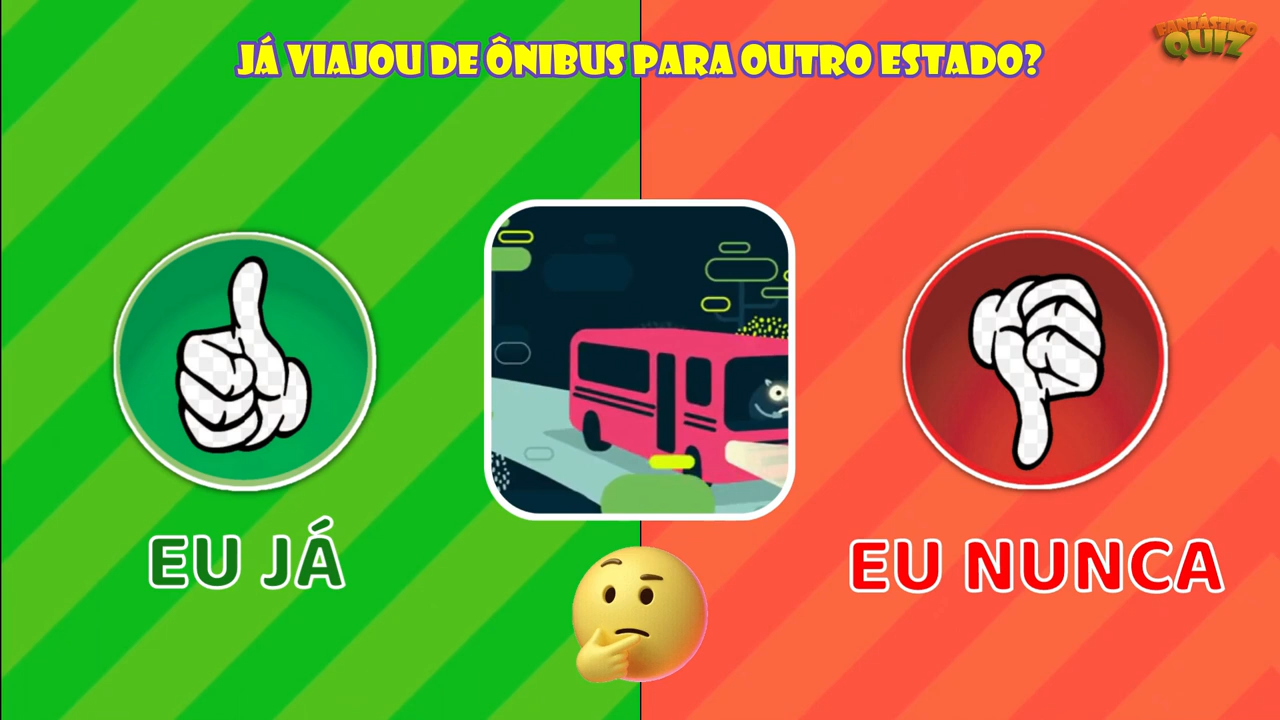 JÁ VIAJOU DE ÔNIBUS PARA OUTRO ESTADO?
FANTÁSTICO
QUIZ
EU JÁ
EU NUNCA